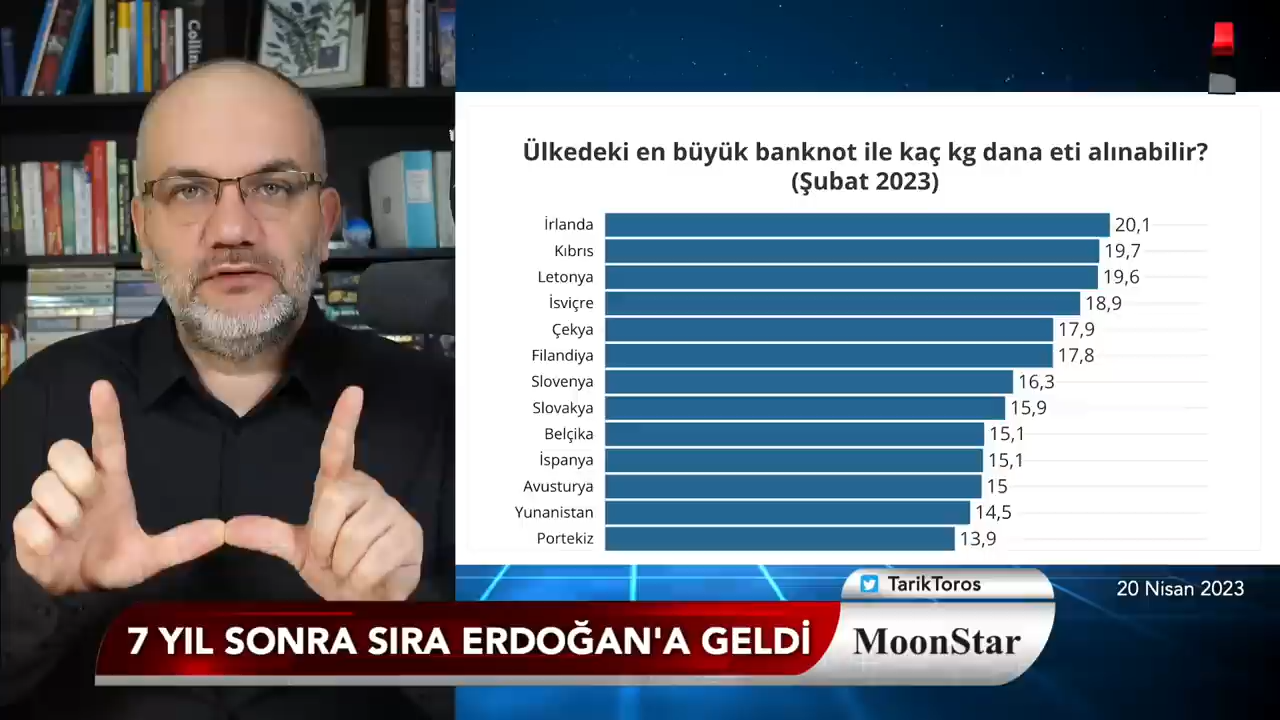 Collin
Ülkedeki en büyük banknot ile kaç kg dana eti alınabilir?
(Şubat 2023)
İrlanda 20,1
Kıbrıs 19,7
Letonya 19,6
İsviçre 18,9
Çekya 17,9
Filandiya 17,8
Slovenya 16,3
Slovakya 15,9
Belçika 15,1
İspanya 15,1
Avusturya 15
Yunanistan 14,5
Portekiz 13,9
TarikToros
20 Nisan 2023
7 YIL SONRA SIRA ERDOĞAN'A GELDİ
MoonStar